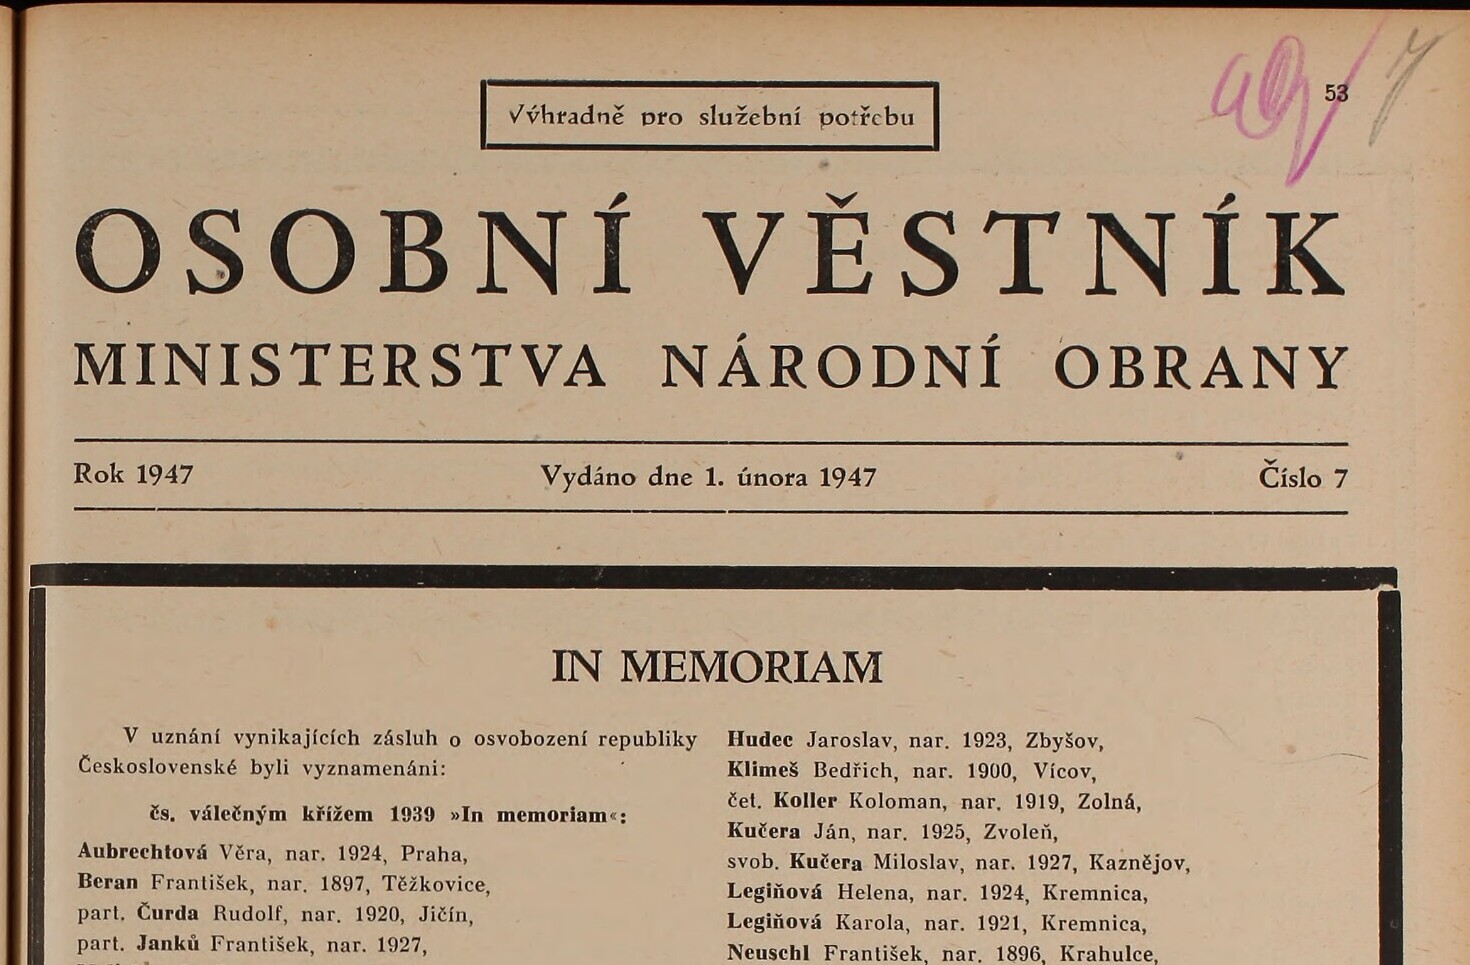 53
Výhradně pro služební potřebu
OSOBNÍ VĚSTNÍK
MINISTERSTVA NÁRODNÍ OBRANY
Rok 1947 Vydáno dne 1. února 1947 Číslo 7
IN MEMORIAM
V uznání vynikajících zásluh o osvobození republiky
Československé byli vyznamenáni:
čs. válečným křížem 1939 »In memoriam«:
Aubrechtová Věra, nar. 1924, Praha,
Beran František, nar. 1897, Těžkovice,
part. Čurda Rudolf, nar. 1920, Jičín,
part. Janků František, nar. 1927,
Hudec Jaroslav, nar. 1923, Zbyšov,
Klimeš Bedřich, nar. 1900, Vícov,
čet. Koller Koloman, nar. 1919, Zolná,
Kučera Ján, nar. 1925, Zvoleň,
svob. Kučera Miloslav, nar. 1927, Kaznějov,
Legiňová Helena, nar. 1924, Kremnica,
Legiňová Karola, nar. 1921, Kremnica,
Neuschl František, nar. 1896, Krahulce,